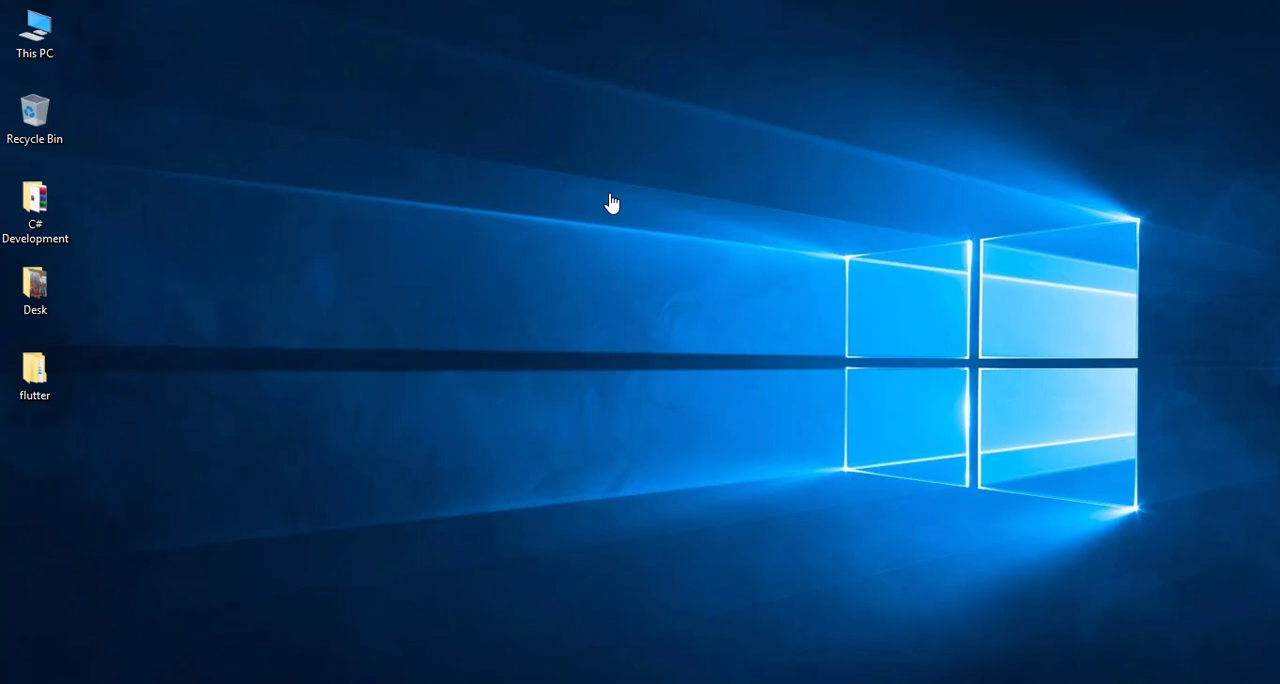 This PC
Recycle Bin
C#
Development
Desk
flutter